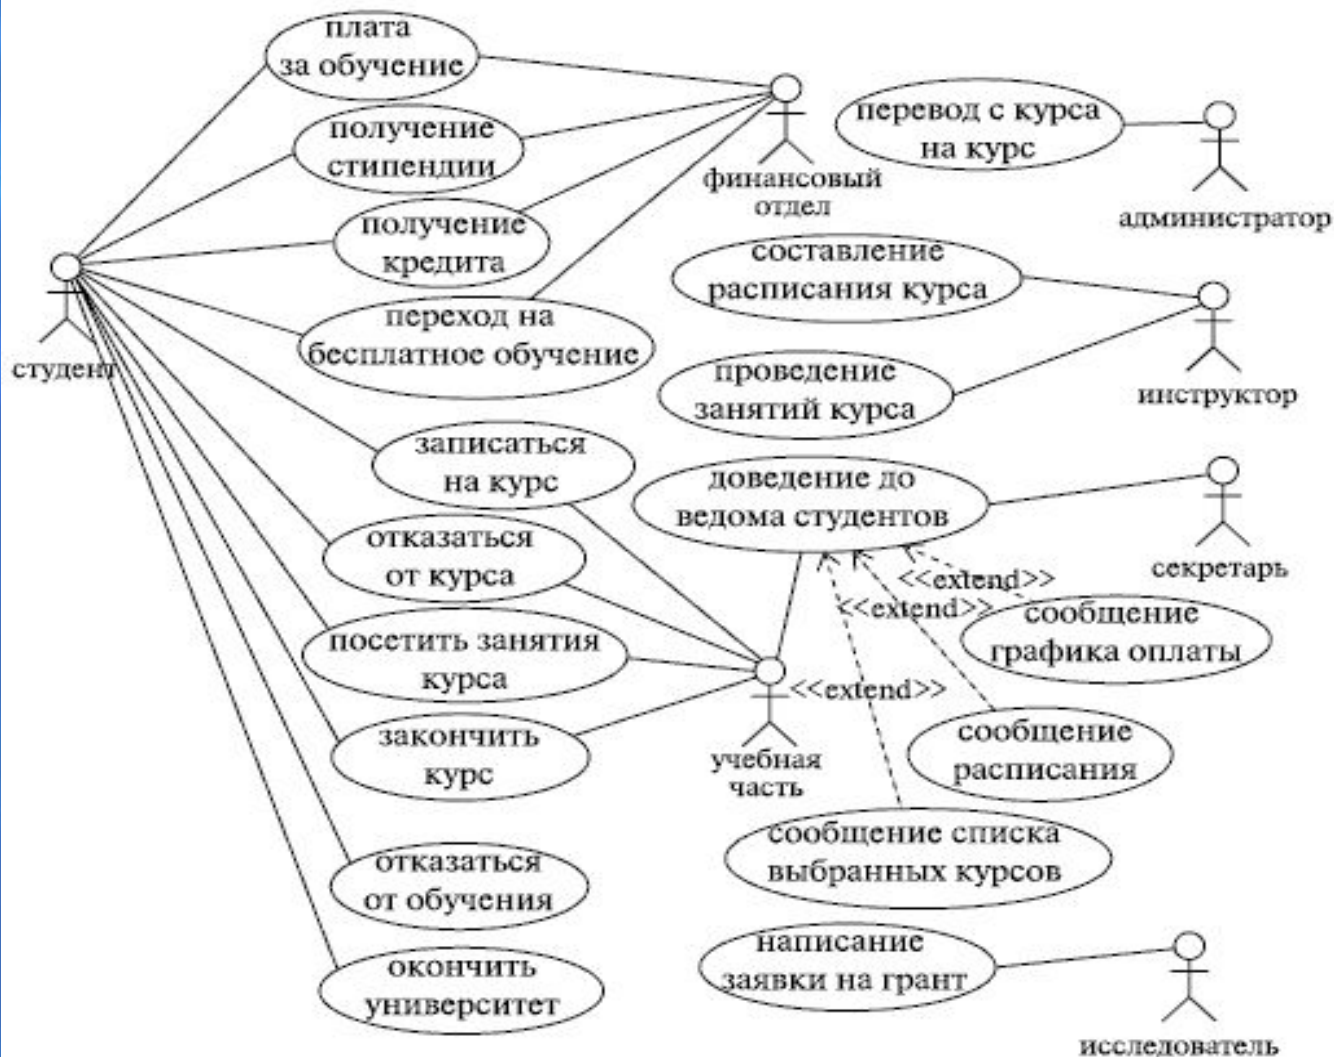 плата
за обучение
получение
стипендии
получение
кредита
переход на
бесплатное обучение
студент
записаться
на курс
отказаться
от курса
посетить занятия
курса
закончить
курс
отказаться
от обучения
окончить
университет
финансовый
отдел
перевод с курса
на курс
администратор
составление
расписания курса
проведение
занятий курса
инструктор
доведение до
ведома студентов
секретарь
<<extend>>
<<extend>>
<<extend>>
сообщение
графика оплаты
учебная
часть
сообщение
расписания
сообщение списка
выбранных курсов
написание
заявки на грант
исследователь